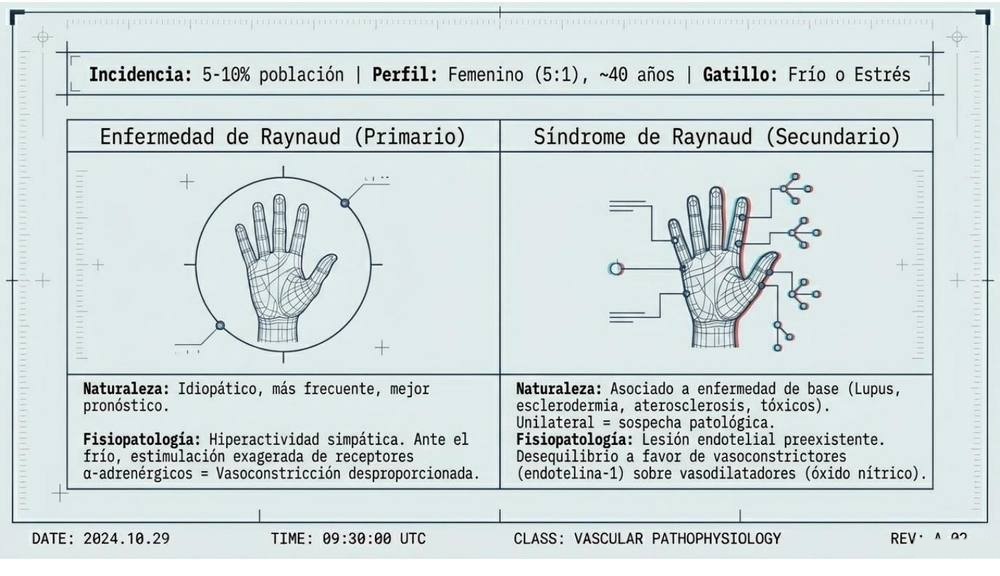 Incidencia: 5-10% población | Perfil: Femenino (5:1), ~40 años | Gatillo: Frío o Estrés
Enfermedad de Raynaud (Primario)
Síndrome de Raynaud (Secundario)
Naturaleza: Idiopático, más frecuente, mejor
pronóstico.
Fisiopatología: Hiperactividad simpática. Ante el
frío, estimulación exagerada de receptores
α-adrenérgicos = Vasoconstricción desproporcionada.
Naturaleza: Asociado a enfermedad de base (Lupus,
esclerodermia, aterosclerosis, tóxicos).
Unilateral = sospecha patológica.
Fisiopatología: Lesión endotelial preexistente.
Desequilibrio a favor de vasoconstrictores
(endotelina-1) sobre vasodilatadores (óxido nítrico).
DATE: 2024.10.29
TIME: 09:30:00 UTC
CLASS: VASCULAR PATHOPHYSIOLOGY
REV: